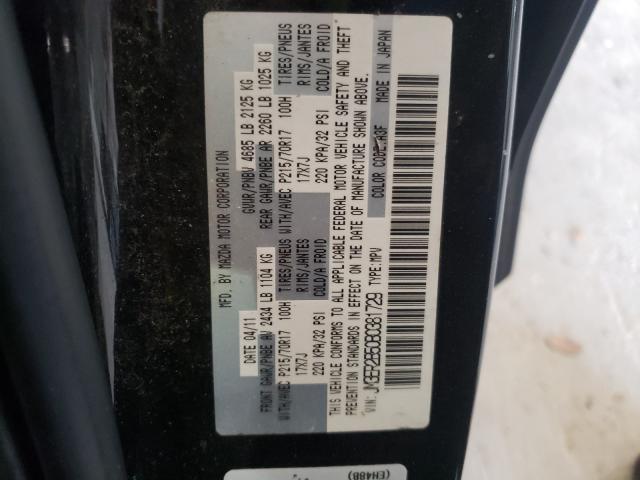 MFD. BY MAZDA MOTOR CORPORATION
DATE 04/11 GVWR/PNBV 4685 LB 2125 KG
FRONT GAWR/PNBE AV 2434 LB 1104 KG REAR GAWR/PNBE AR 2260 LB 1025 KG
WITH/AVEC P215/70R17 100H TIRES/PNEUS WITH/AVEC P215/70R17 100H TIRES/PNEUS
17X7J RIMS/JANTES 17X7J RIMS/JANTES
220 KPA/32 PSI COLD/A FROID 220 KPA/32 PSI COLD/A FROID
THIS VEHICLE CONFORMS TO ALL APPLICABLE FEDERAL MOTOR VEHICLE SAFETY AND THEFT
PREVENTION STANDARDS IN EFFECT ON THE DATE OF MANUFACTURE SHOWN ABOVE.
VIN: JM3ER2B50B0381729 TYPE:MPV COLOR CODE:A3F MADE IN JAPAN
(EH48B)